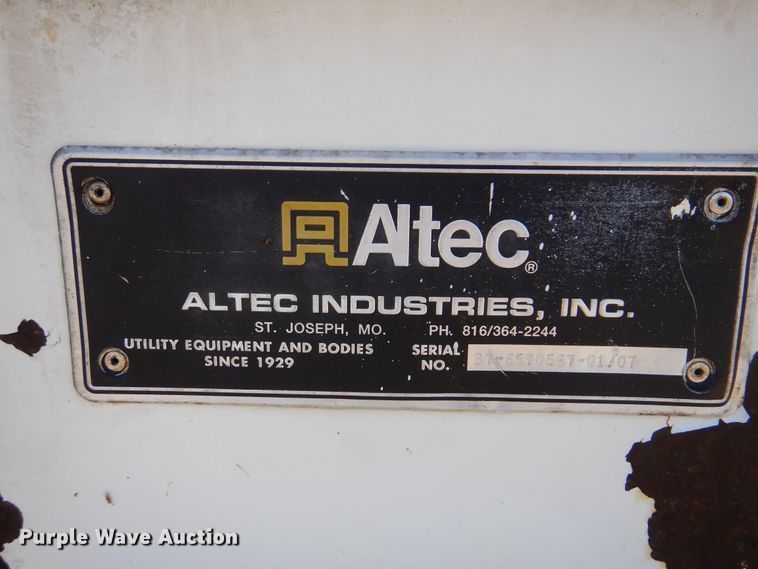 Altec®
ALTEC INDUSTRIES, INC.
ST. JOSEPH, MO. PH. 816/364-2244
UTILITY EQUIPMENT AND BODIES
SINCE 1929
SERIAL
NO.
Purple Wave Auction